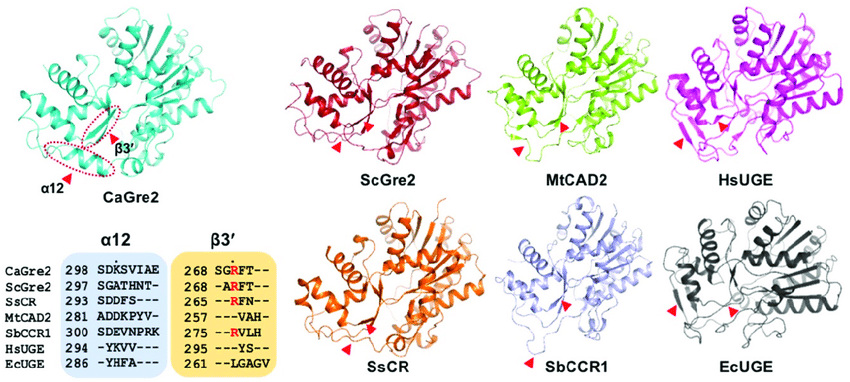 β3′
α12
CaGre2
ScGre2
MtCAD2
HsUGE
α12 β3′
CaGre2 298 SDKSVIAE 268 SGRFT--
ScGre2 297 SGATHNT- 268 -ARFT--
SsCR 293 SDDFS--- 265 --RFN--
MtCAD2 281 ADDKPYV- 257 ---VAH-
SbCCR1 300 SDEVNPRK 275 --RVLH
HsUGE 294 -YKVV--- 295 ---YS--
EcUGE 286 -YHFA--- 261 --LGAGV
SsCR
SbCCR1
EcUGE